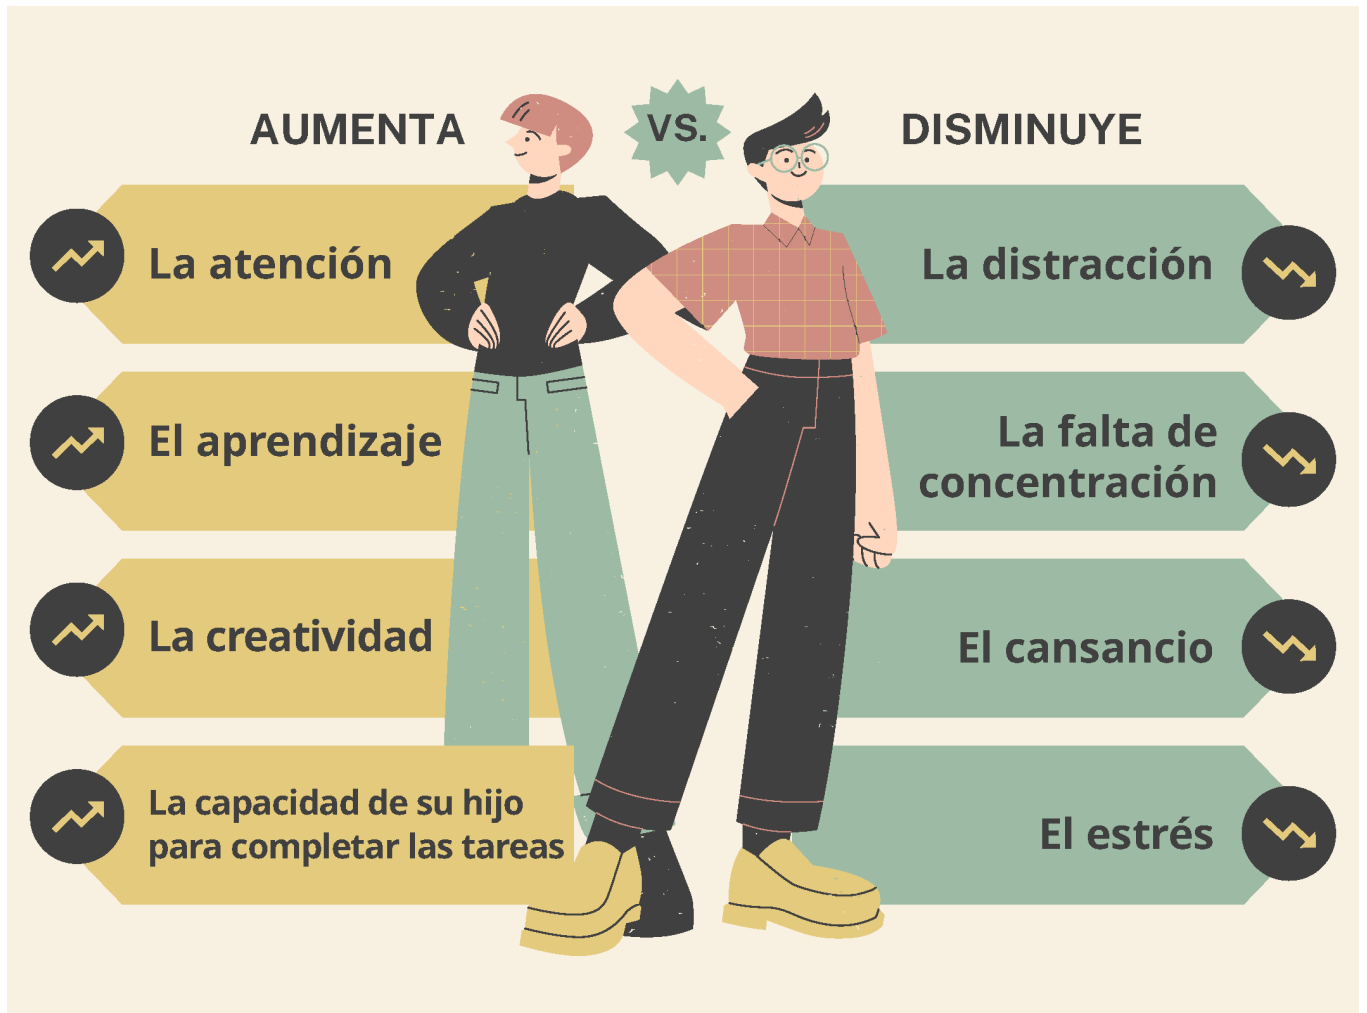 AUMENTA
VS.
DISMINUYE
La atención
El aprendizaje
La creatividad
La capacidad de su hijo
para completar las tareas
La distracción
La falta de
concentración
El cansancio
El estrés